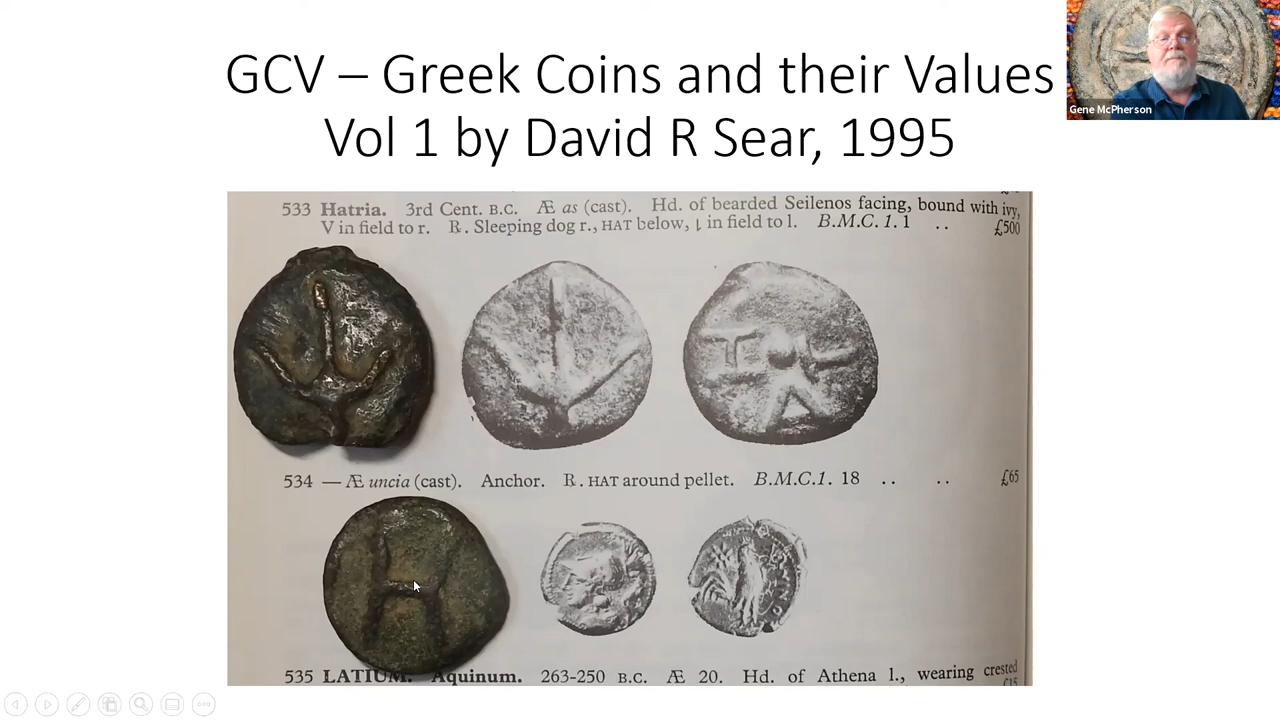 GCV – Greek Coins and their Values
Vol 1 by David R Sear, 1995
Gene McPherson
533 Hatria. 3rd Cent. B.C. Æ as (cast). Hd. of bearded Seilenos facing, bound with ivy,
V in field to r. R. Sleeping dog r., HAT below, L in field to l. B.M.C. 1. 1 .. £500
534 — Æ uncia (cast). Anchor. R. HAT around pellet. B.M.C.1. 18 .. .. £65
535 LATIUM. Aquinum. 263-250 B.C. Æ 20. Hd. of Athena l., wearing crested
£15